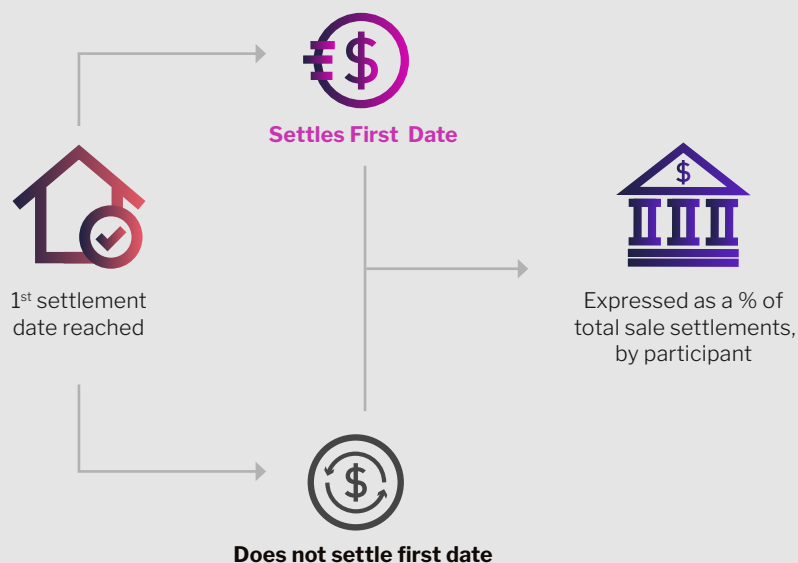 Settles First Date
1st settlement
date reached
Expressed as a % of
total sale settlements,
by participant
Does not settle first date